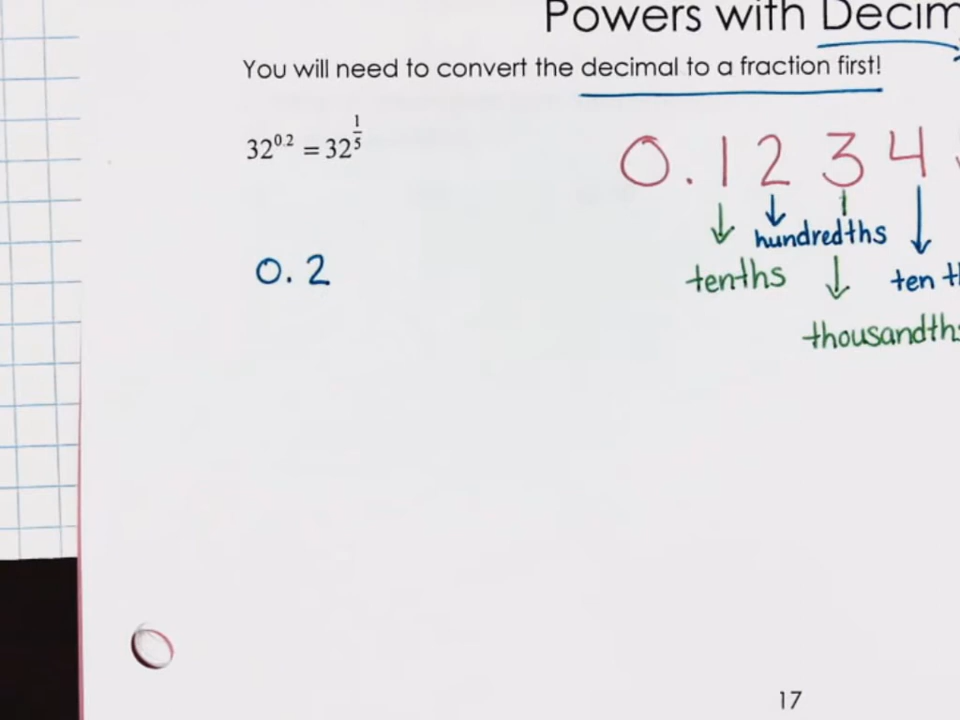 Powers with Decim
You will need to convert the decimal to a fraction first!
32^0.2 = 32^1/5
0.1234
0.2
hundredths
tenths
ten th
thousandths
17